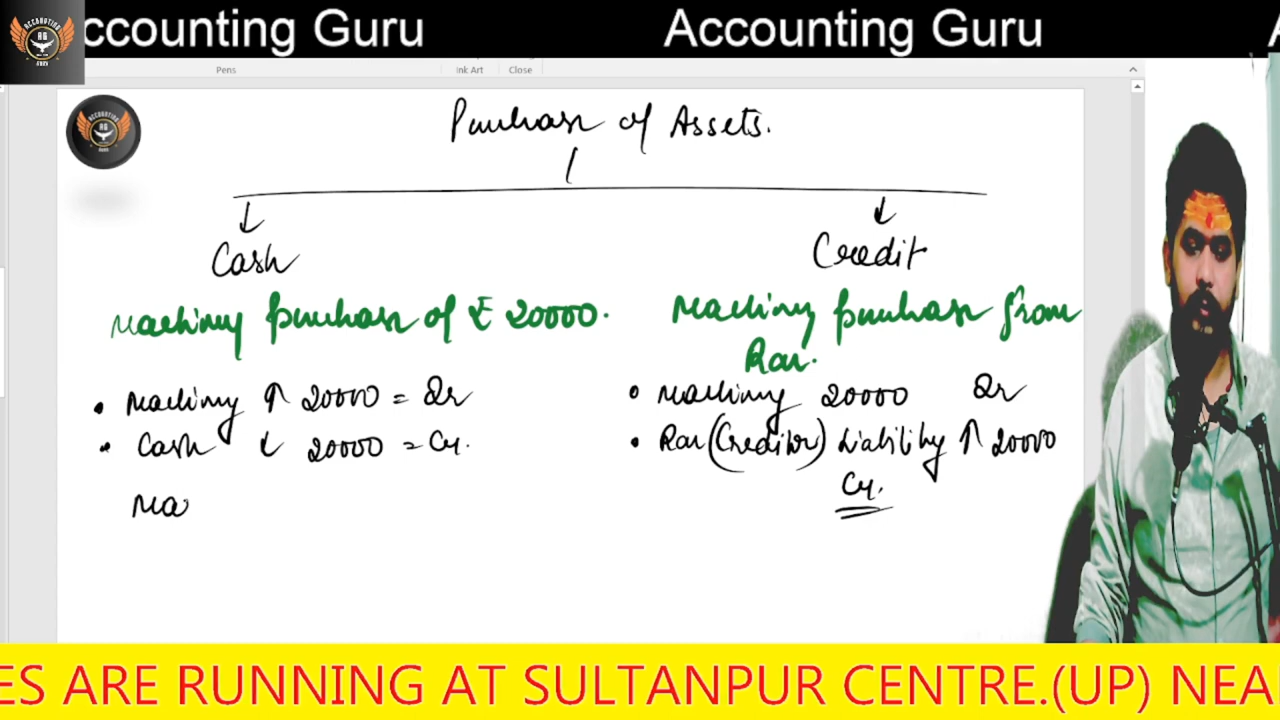 ccounting Guru
Accounting Guru
A
Pens
Ink Art
Close
Purchase of Assets.
Cash
Credit
Machinery purchase of ₹ 20000.
Machinery purchase from
Ram.
• Machinery ↑ 20000 = Dr
• Cash ↓ 20000 = Cr.
Ma
• Machinery 20000 Dr
• Ram (Creditor) Liability ↑ 20000
Cr.
ES ARE RUNNING AT SULTANPUR CENTRE.(UP) NEA